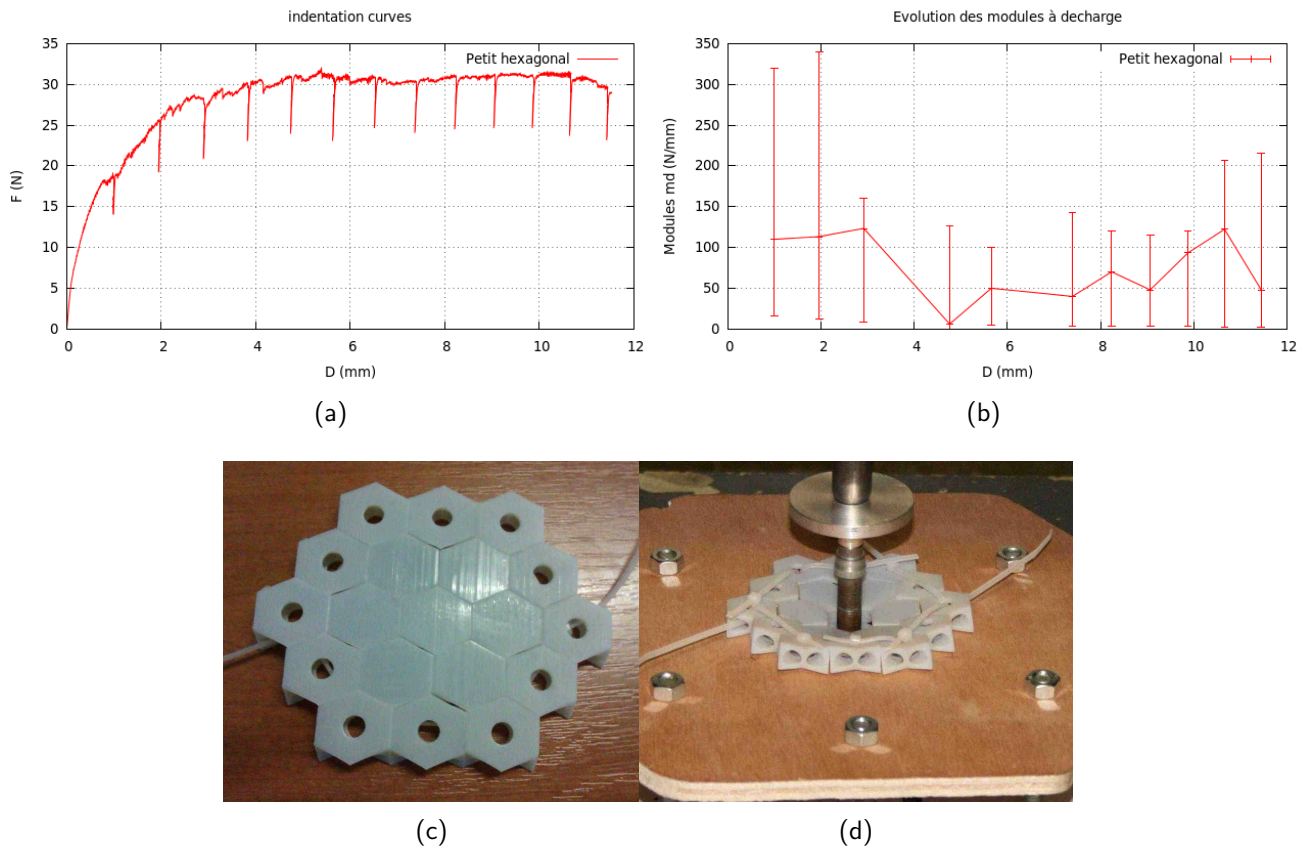 indentation curves
Petit hexagonal
35
30
25
20
15
10
5
0
F (N)
0 2 4 6 8 10 12
D (mm)
(a)
Evolution des modules à decharge
Petit hexagonal
350
300
250
200
150
100
50
0
Modules md (N/mm)
0 2 4 6 8 10 12
D (mm)
(b)
(c)
(d)